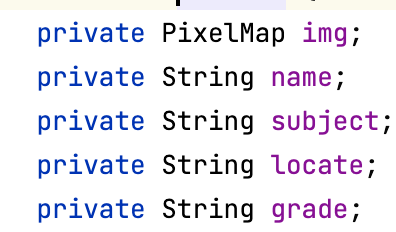 private PixelMap img;
private String name;
private String subject;
private String locate;
private String grade;